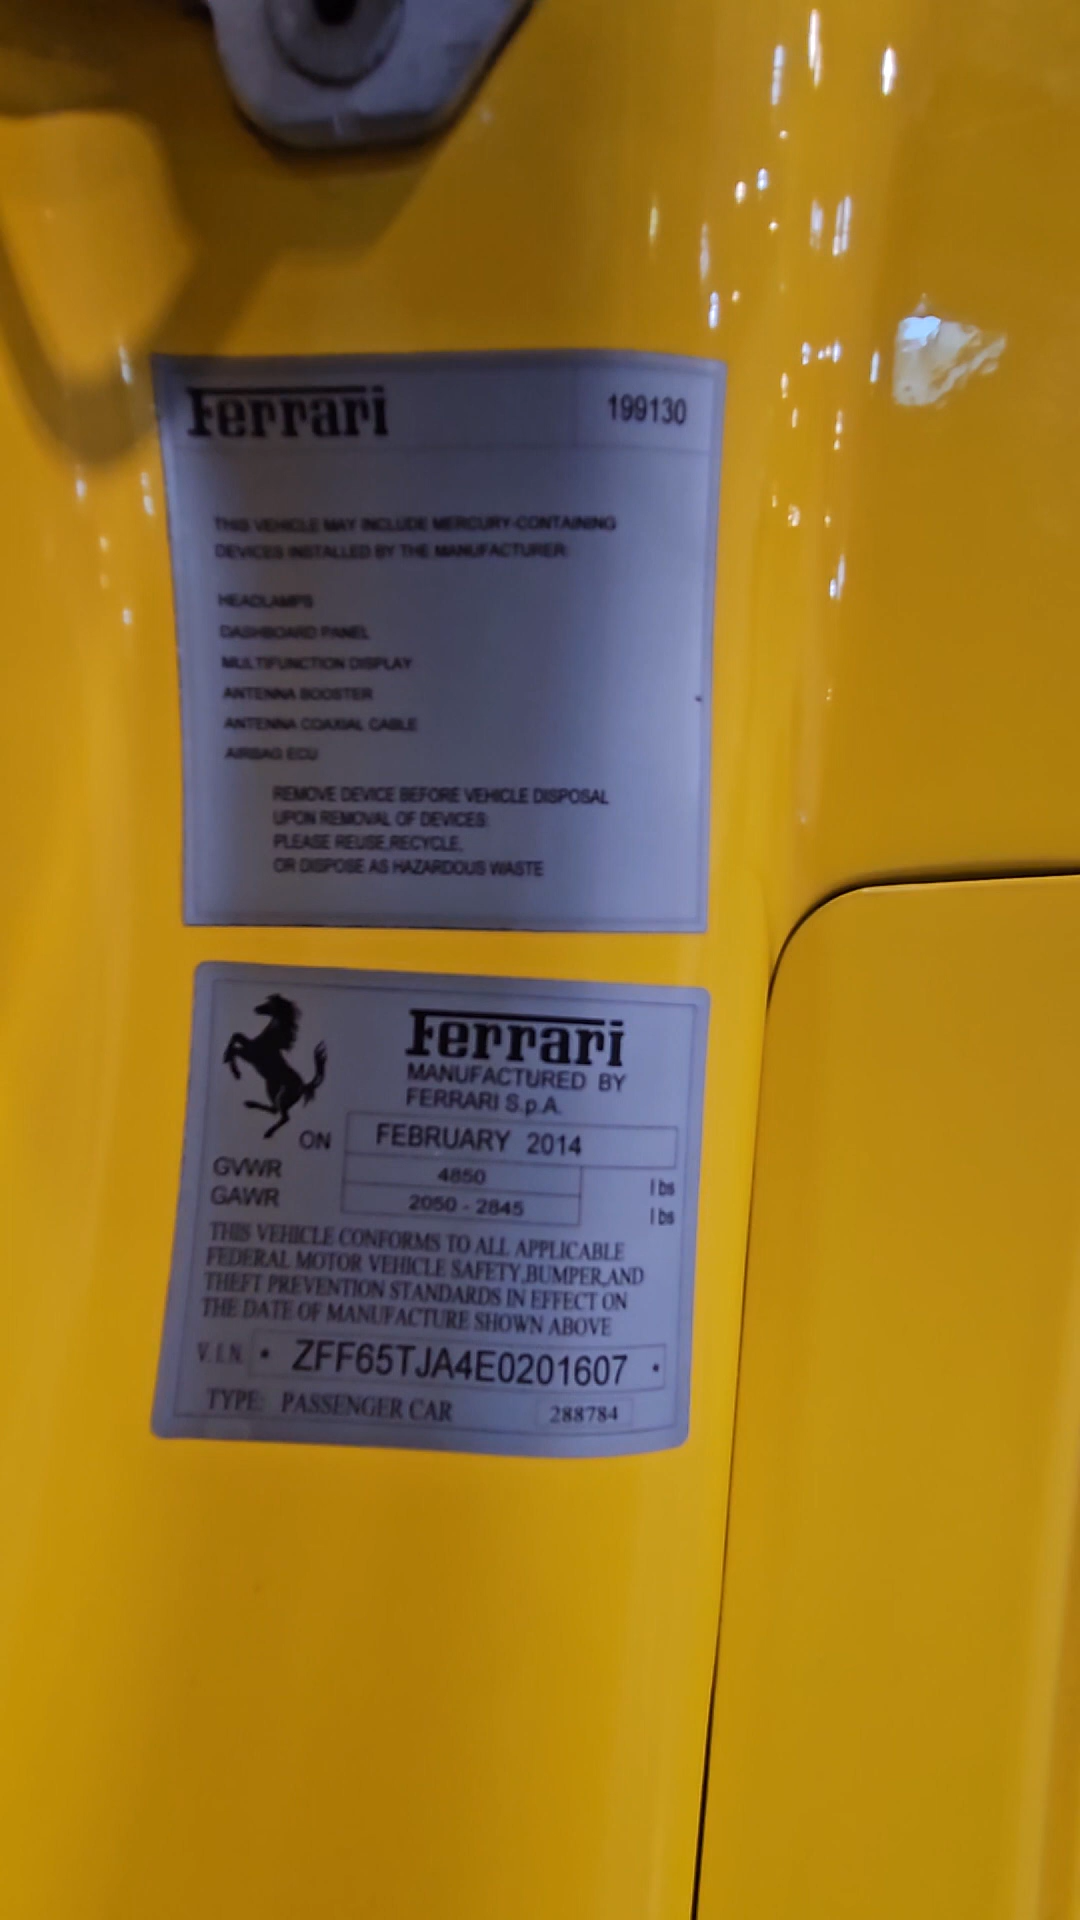 Ferrari 199130
THIS VEHICLE MAY INCLUDE MERCURY-CONTAINING
DEVICES INSTALLED BY THE MANUFACTURER:
HEADLAMPS
DASHBOARD PANEL
MULTIFUNCTION DISPLAY
ANTENNA BOOSTER
ANTENNA COAXIAL CABLE
AIRBAG ECU
REMOVE DEVICE BEFORE VEHICLE DISPOSAL
UPON REMOVAL OF DEVICES:
PLEASE REUSE,RECYCLE,
OR DISPOSE AS HAZARDOUS WASTE
Ferrari
MANUFACTURED BY
FERRARI S.p.A.
ON FEBRUARY 2014
GVWR 4850 lbs
GAWR 2050 - 2845 lbs
THIS VEHICLE CONFORMS TO ALL APPLICABLE
FEDERAL MOTOR VEHICLE SAFETY,BUMPER,AND
THEFT PREVENTION STANDARDS IN EFFECT ON
THE DATE OF MANUFACTURE SHOWN ABOVE
V.I.N. • ZFF65TJA4E0201607 •
TYPE: PASSENGER CAR 288784